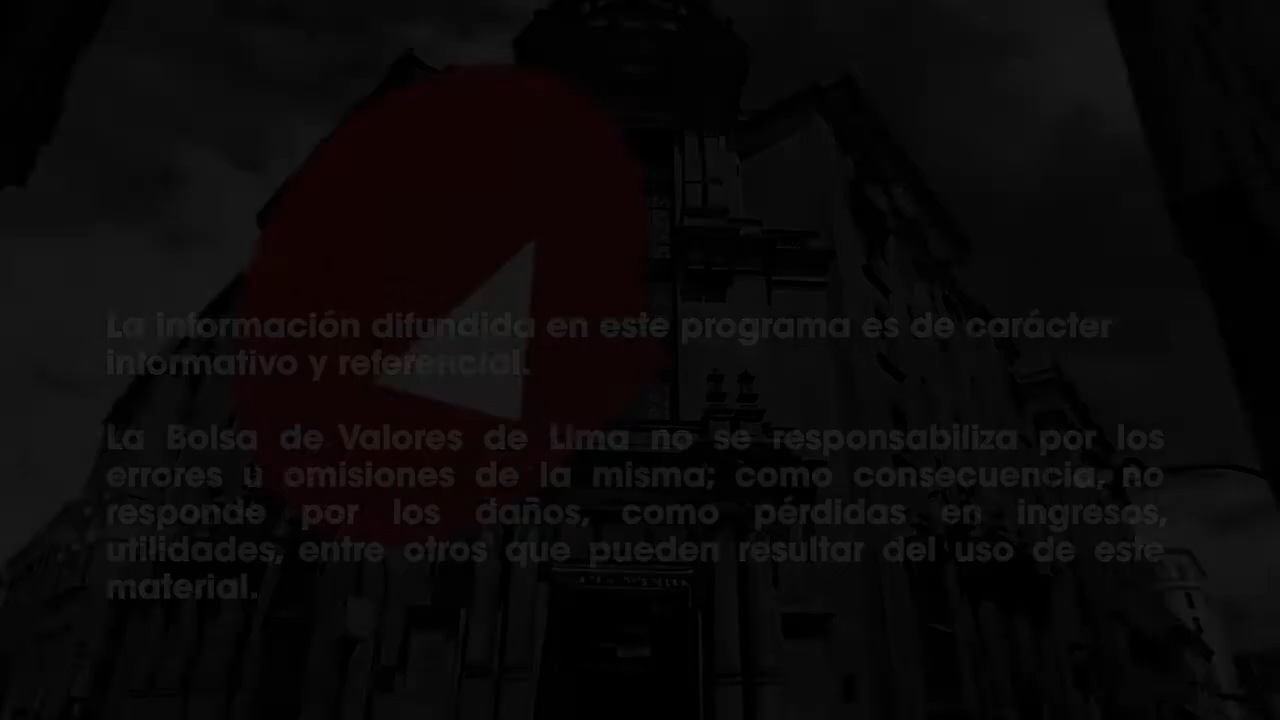 La información difundida en este programa es de carácter
informativo y referencial.
La Bolsa de Valores de Lima no se responsabiliza por los
errores u omisiones de la misma; como consecuencia, no
responde por los daños, como pérdidas en ingresos,
utilidades, entre otros que pueden resultar del uso de este
material.